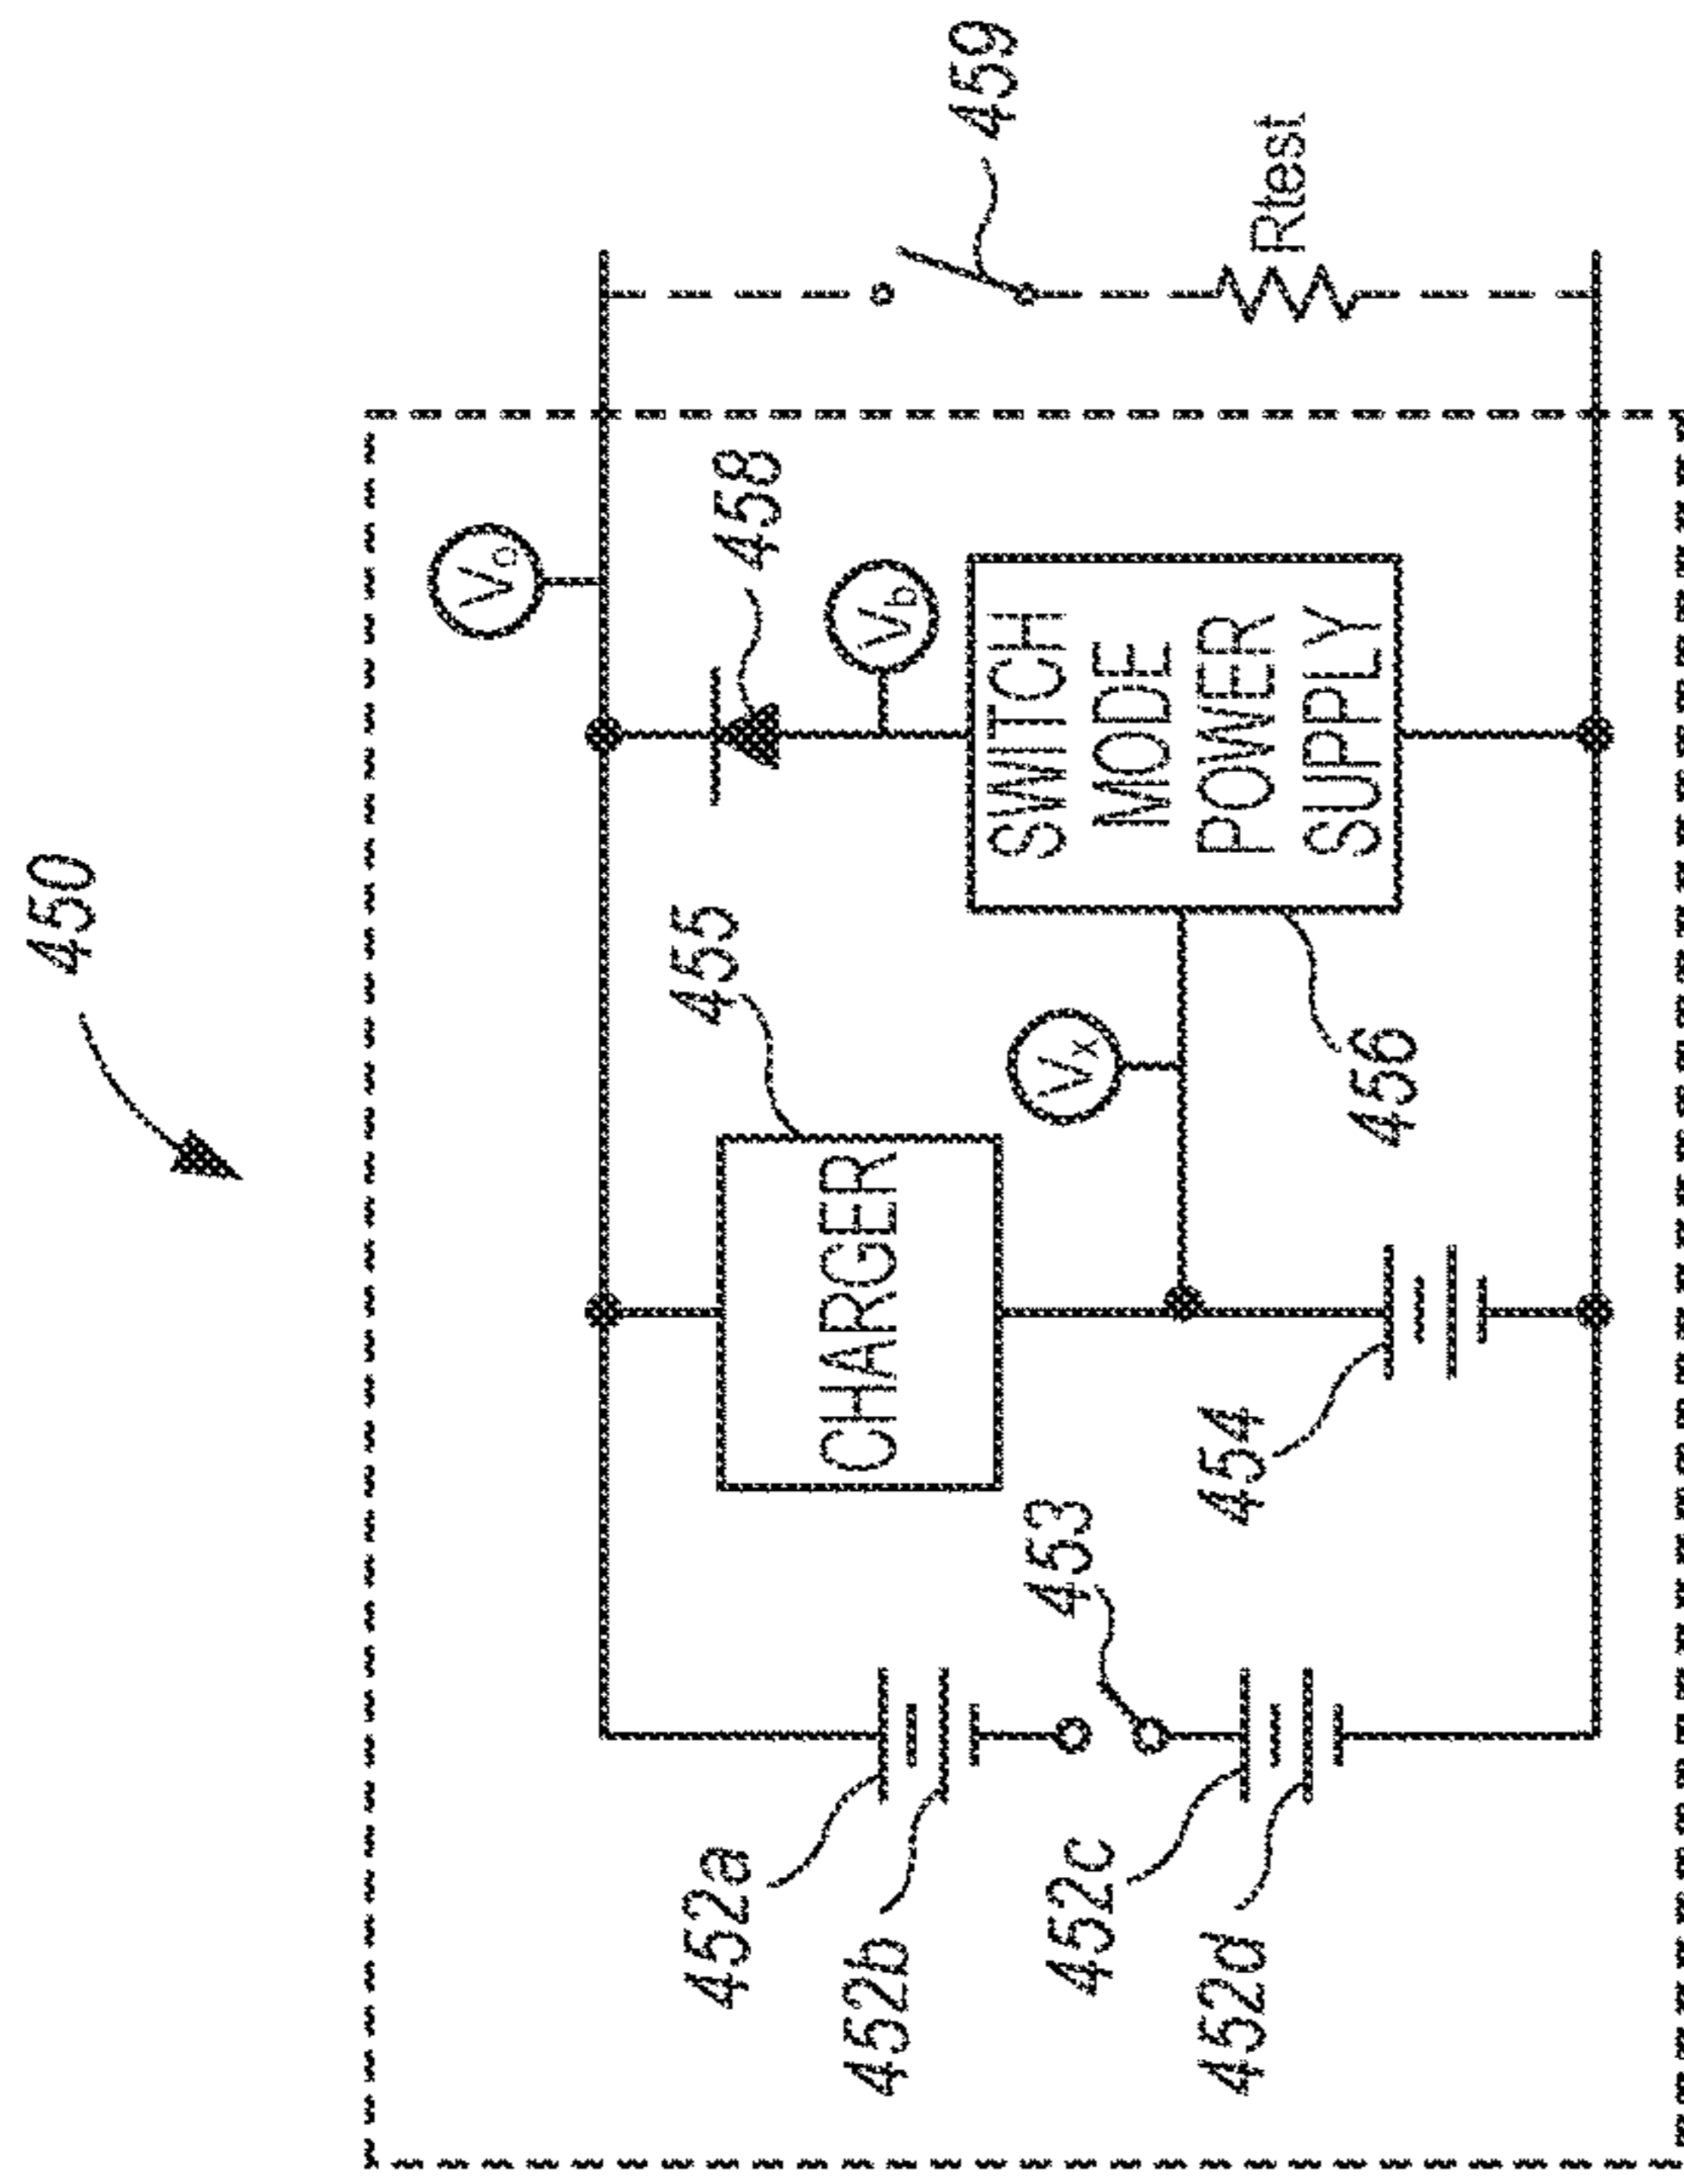 450
459
Vo
458
Vb
Rtest
455
CHARGER
Vx
SWITCH
MODE
POWER
SUPPLY
456
453
454
452a
452b
452c
452d